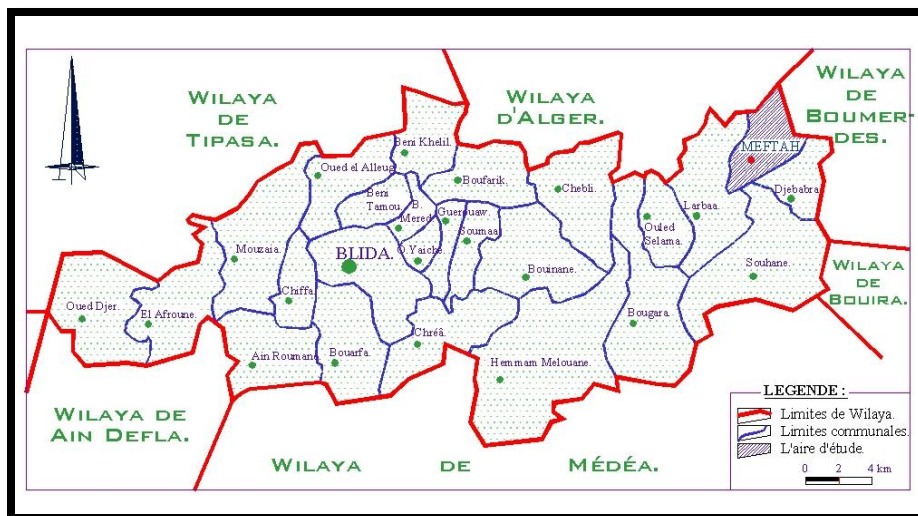 WILAYA
DE
TIPASA.
WILAYA
D'ALGER.
WILAYA
DE
BOUMER-
DES.
MEFTAH
Beni Khelil.
Oued el Alleug.
Boufarik.
Chebli.
Djebabra.
Beni
Tamou.
B.
Mered.
Guerouaw.
Larbaa.
Ouled
Selama.
Soumaa.
Mouzaia.
BLIDA.
O.Yaiche.
Bouinane.
Souhane.
WILAYA
DE
BOUIRA.
Oued Djer.
El Afroune.
Chiffa.
Chréâ.
Bougara.
Ain Roumane.
Bouarfa.
Hemmam Melouane.
WILAYA DE
AIN DEFLA.
WILAYA DE MÉDÉA.
LEGENDE :
Limites de Wilaya.
Limites communales.
L'aire d'étude.
0 2 4 km